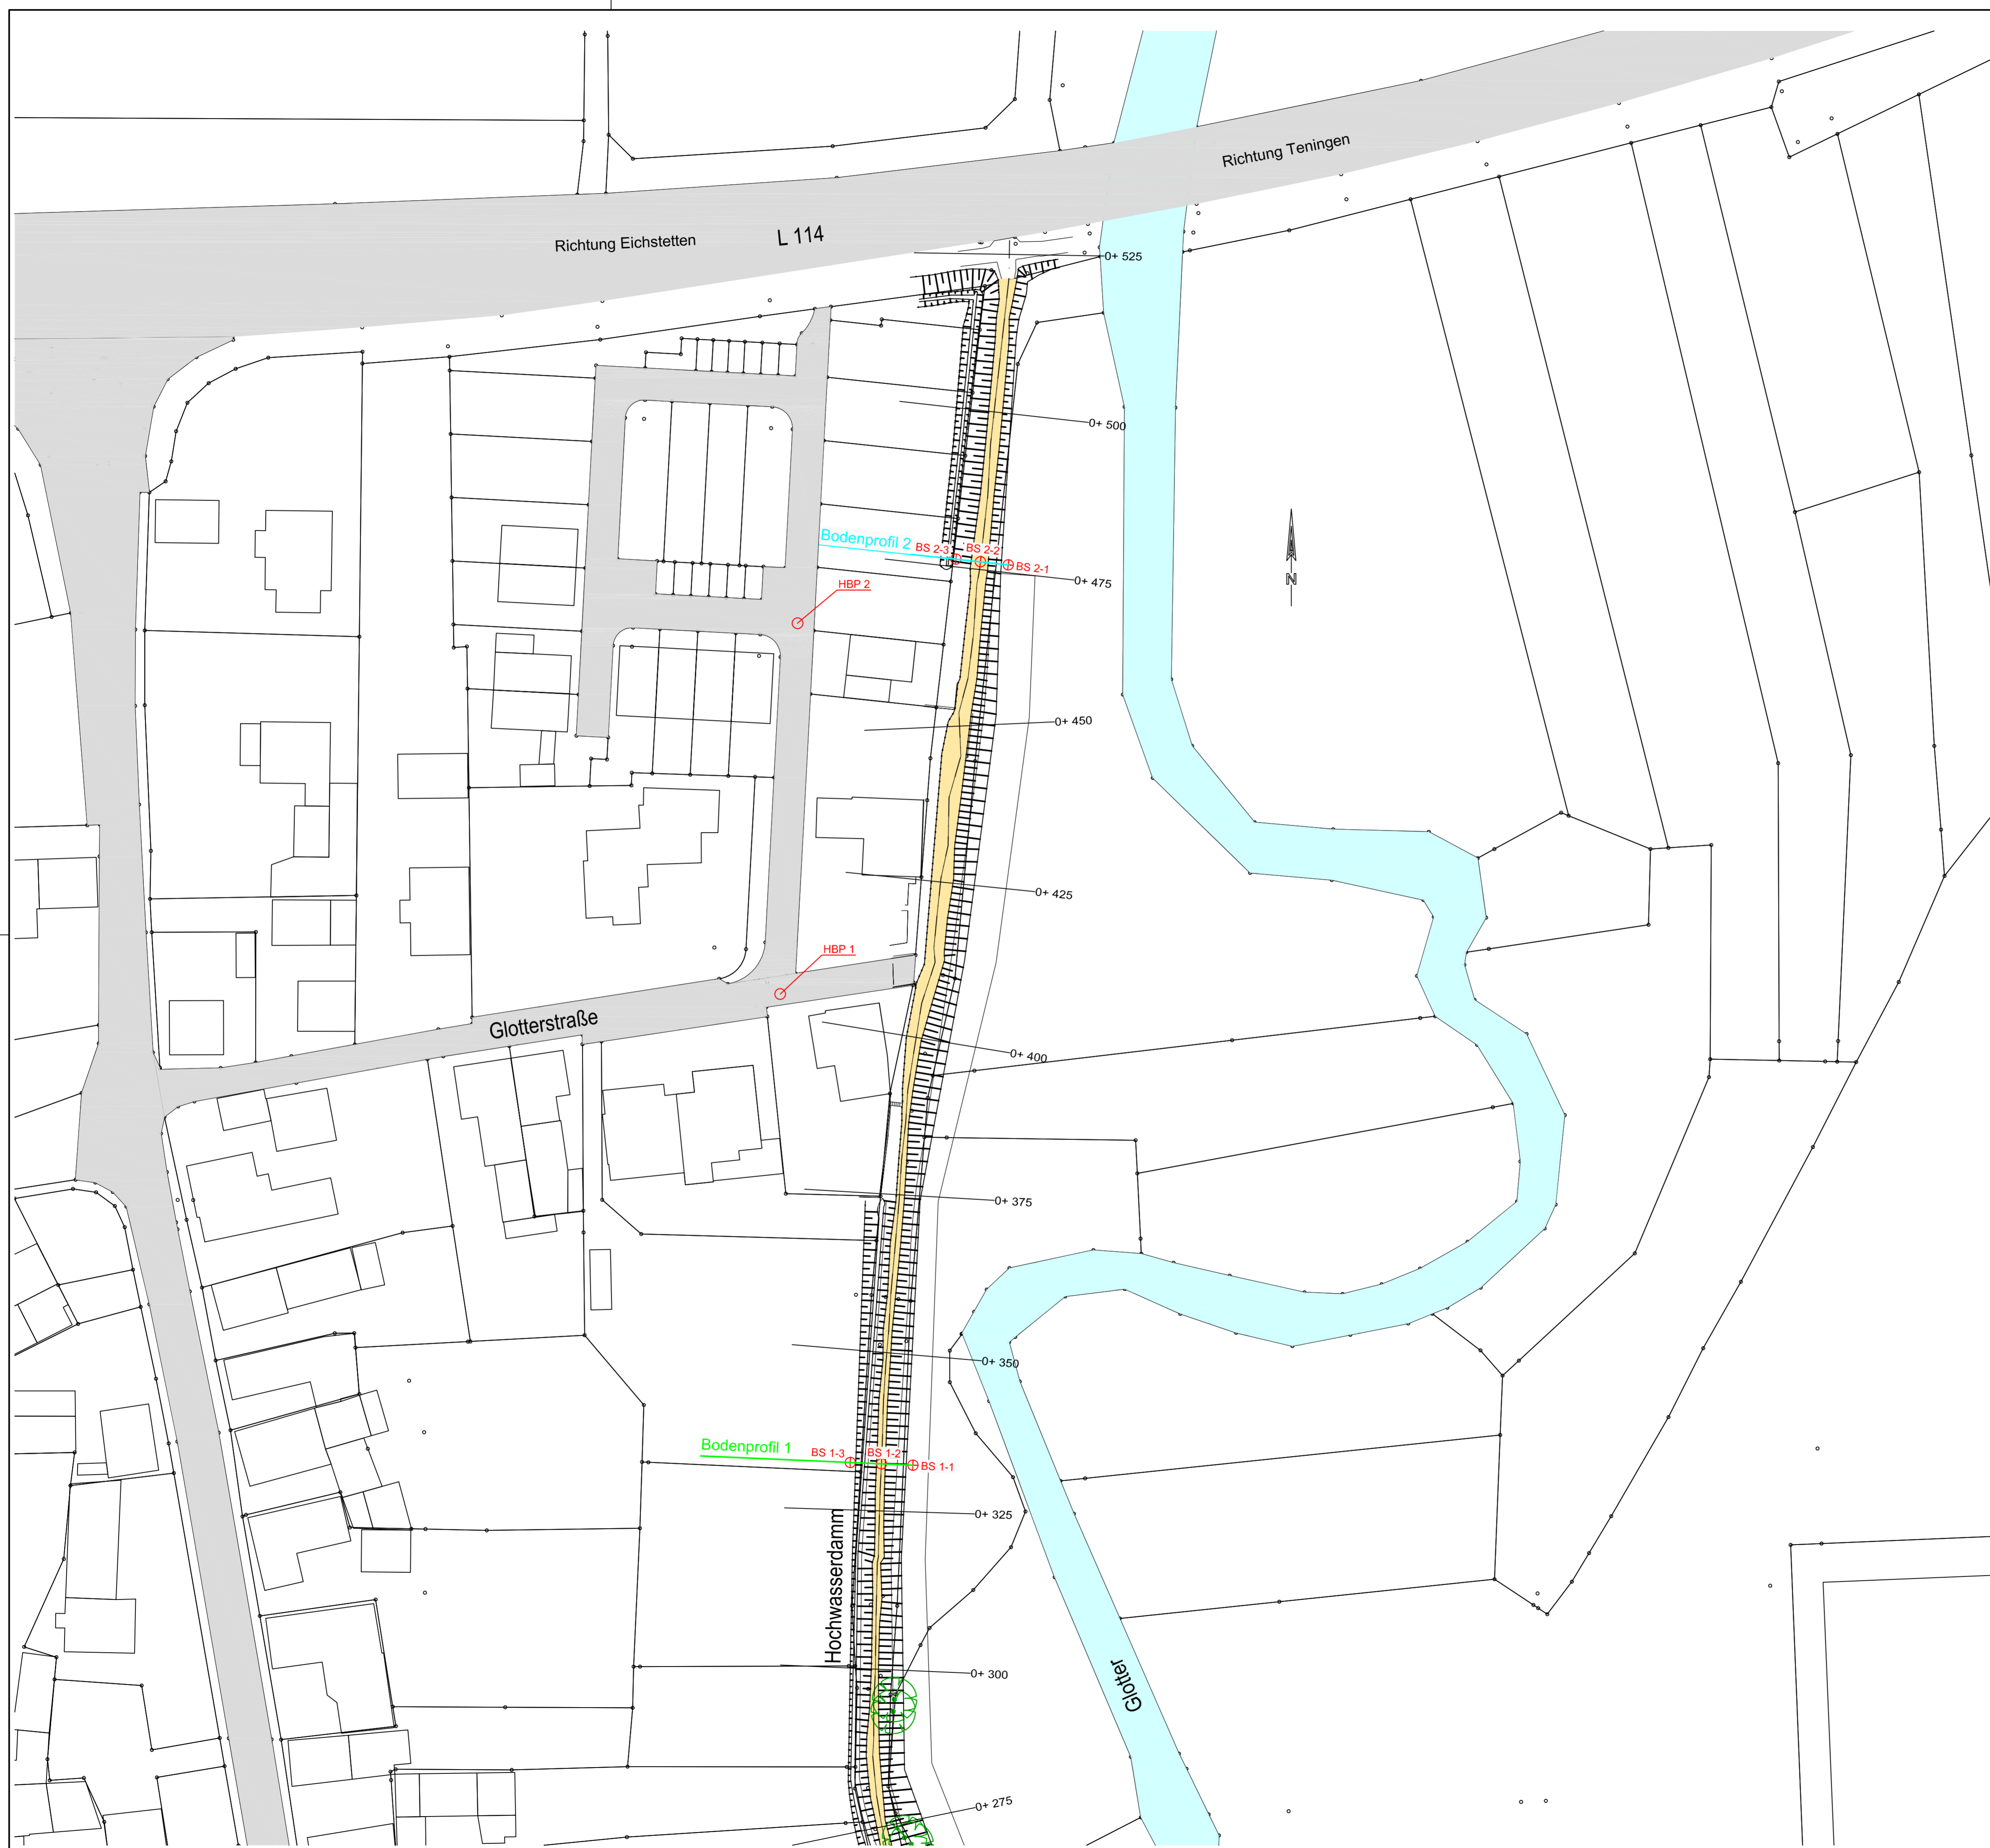 Richtung Teningen
Richtung Eichstetten
L 114
0+ 525
0+ 500
Bodenprofil 2
BS 2-3
BS 2-2
BS 2-1
0+ 475
HBP 2
N
0+ 450
0+ 425
HBP 1
Glotterstraße
0+ 400
0+ 375
0+ 350
Bodenprofil 1
BS 1-3
BS 1-2
BS 1-1
0+ 325
Hochwasserdamm
0+ 300
Glotter
0+ 275